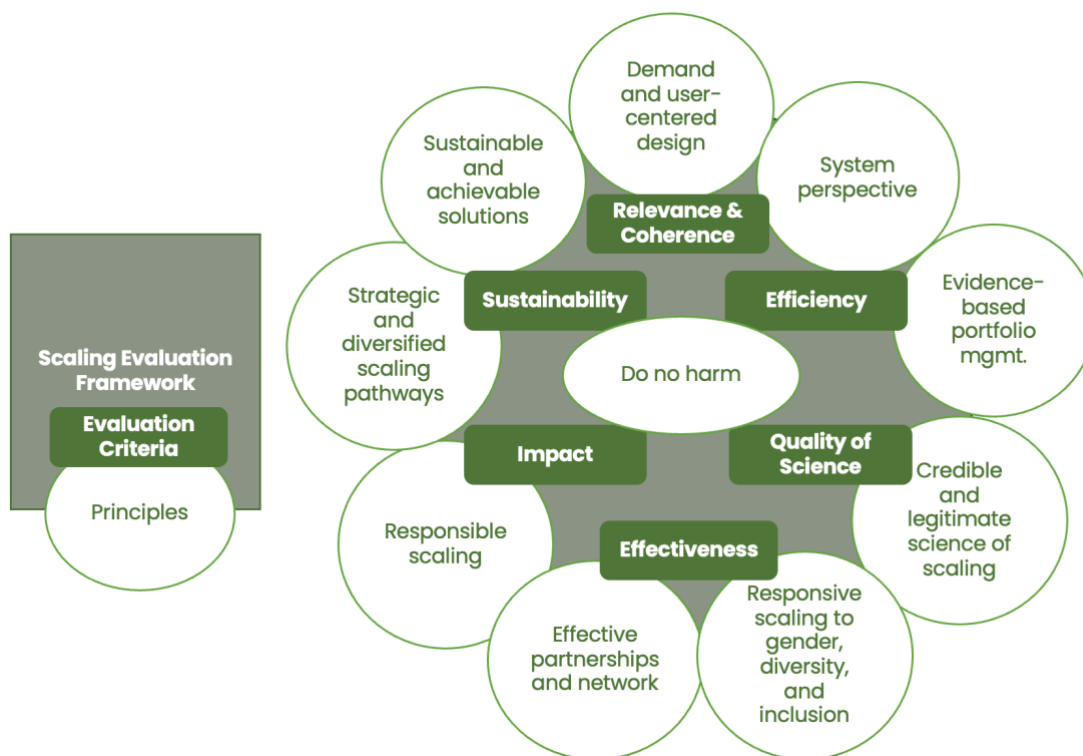 Scaling Evaluation
Framework
Evaluation
Criteria
Principles
Demand
and user-
centered
design
System
perspective
Evidence-
based
portfolio
mgmt.
Credible
and
legitimate
science of
scaling
Responsive
scaling to
gender,
diversity,
and
inclusion
Effective
partnerships
and network
Responsible
scaling
Strategic
and
diversified
scaling
pathways
Sustainable
and
achievable
solutions
Relevance &
Coherence
Efficiency
Quality of
Science
Effectiveness
Impact
Sustainability
Do no harm